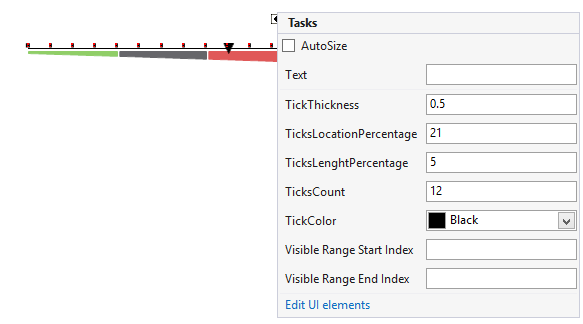 Tasks
AutoSize
Text
TickThickness 0.5
TicksLocationPercentage 21
TicksLenghtPercentage 5
TicksCount 12
TickColor Black
Visible Range Start Index
Visible Range End Index
Edit UI elements